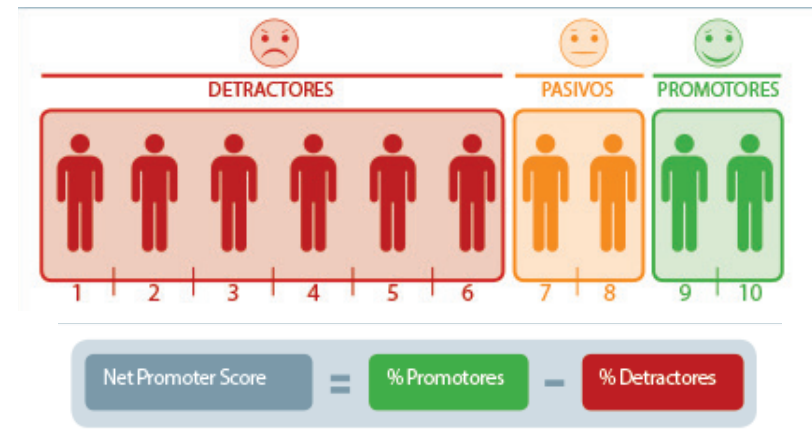 DETRACTORES PASIVOS PROMOTORES
1 2 3 4 5 6 7 8 9 10
Net Promoter Score = % Promotores - % Detractores